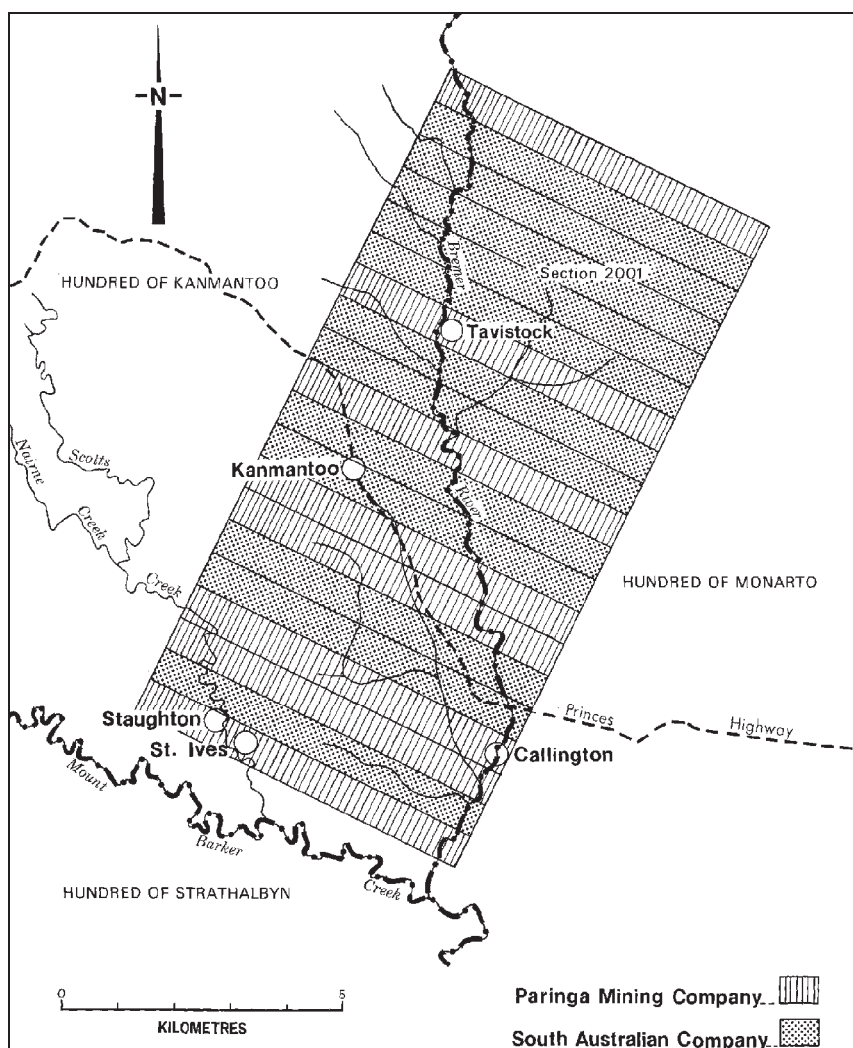 N
HUNDRED OF KANMANTOO
Bremer
Section 2001
Tavistock
Scotts
Nairne
Creek
Creek
Kanmantoo
River
HUNDRED OF MONARTO
Staughton
St. Ives
Princes
Highway
Callington
Mount
Barker
Creek
HUNDRED OF STRATHALBYN
0
5
KILOMETRES
Paringa Mining Company
South Australian Company